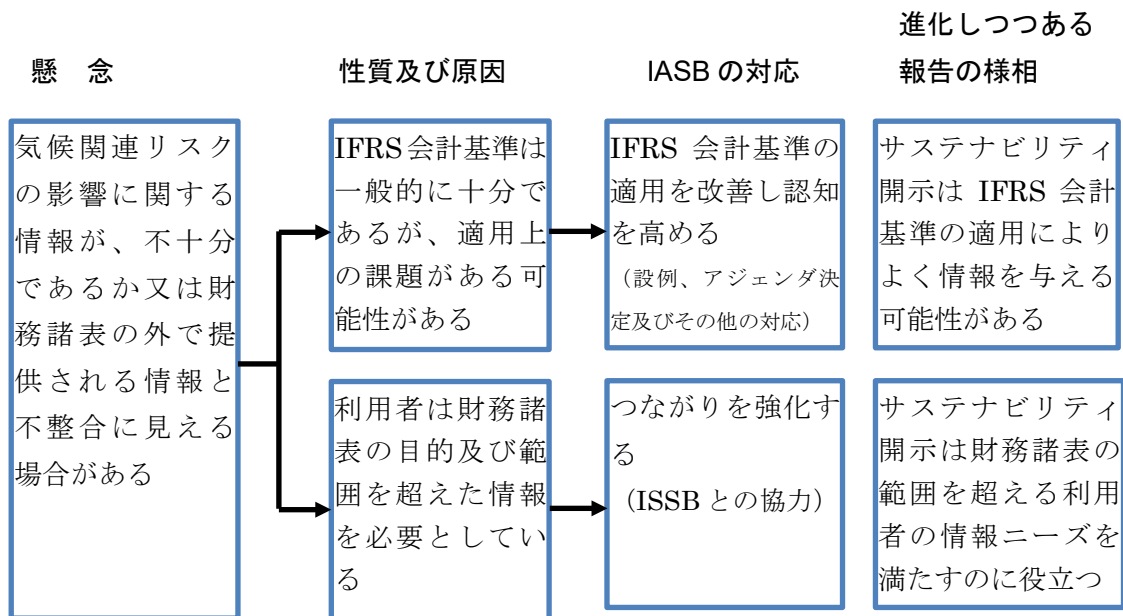 懸 念
性質及び原因
IASB の対応
進化しつつある
報告の様相
気候関連リスク
の影響に関する
情報が、不十分
であるか又は財
務諸表の外で提
供される情報と
不整合に見える
場合がある
IFRS 会計基準は
一般的に十分で
あるが、適用上
の課題がある可
能性がある
IFRS 会計基準の
適用を改善し認知
を高める
（設例、アジェンダ決
定及びその他の対応）
サステナビリティ
開示は IFRS 会計
基準の適用により
よく情報を与える
可能性がある
利用者は財務諸
表の目的及び範
囲を超えた情報
を必要としてい
る
つながりを強化す
る
（ISSB との協力）
サステナビリティ
開示は財務諸表の
範囲を超える利用
者の情報ニーズを
満たすのに役立つ